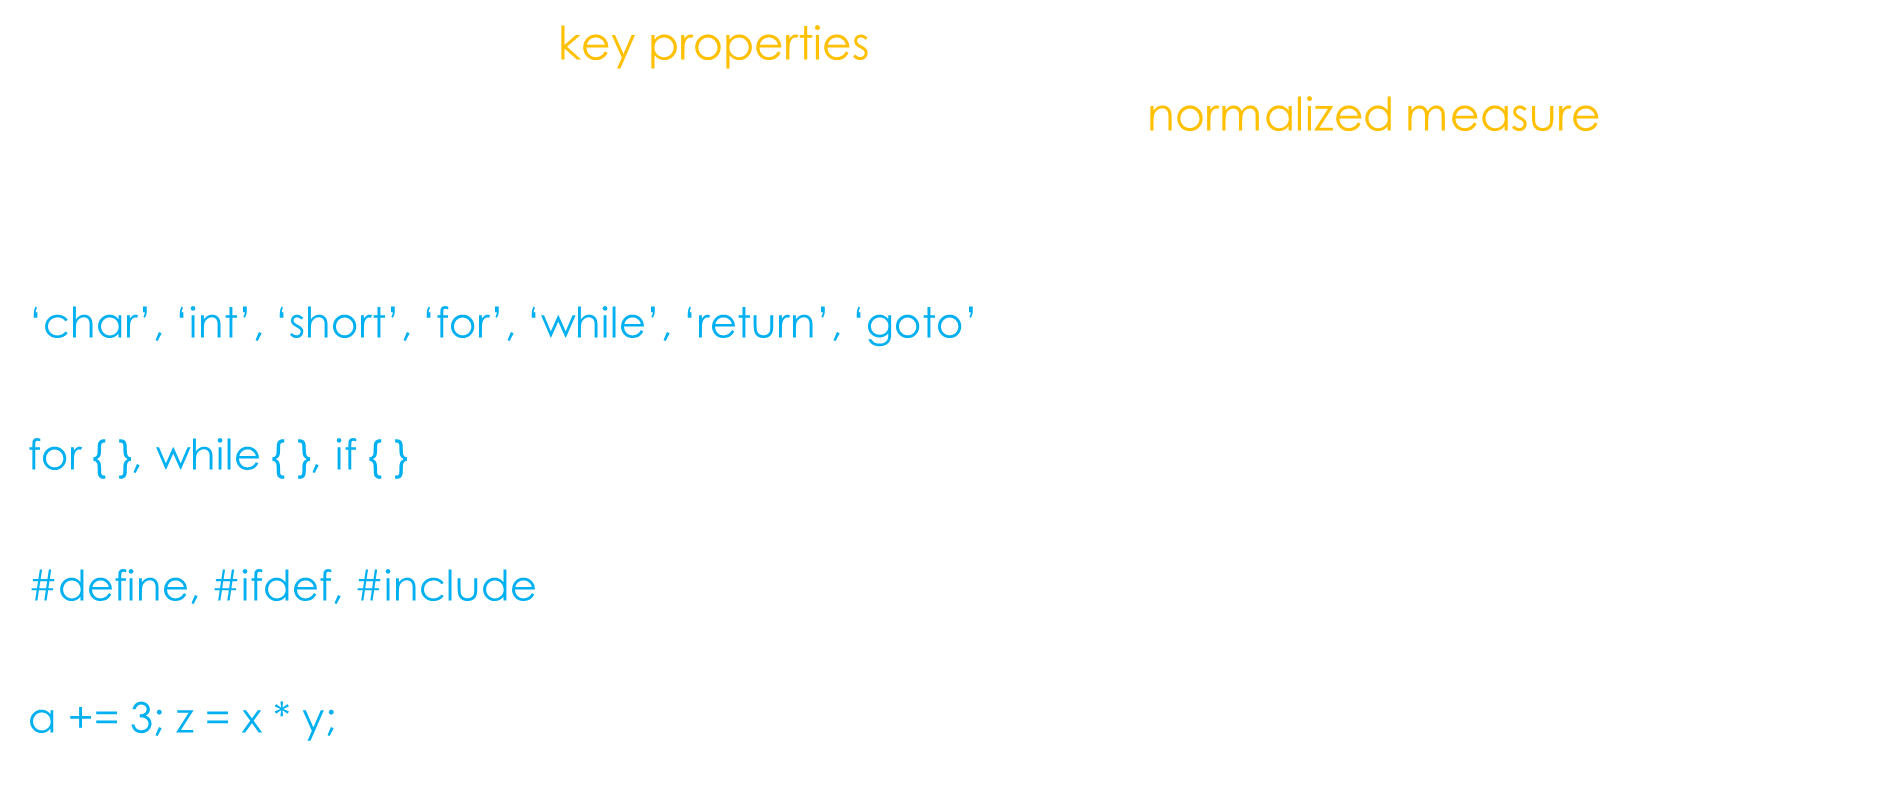 key properties
normalized measure
‘char’, ‘int’, ‘short’, ‘for’, ‘while’, ‘return’, ‘goto’
for { }, while { }, if { }
#define, #ifdef, #include
a += 3; z = x * y;